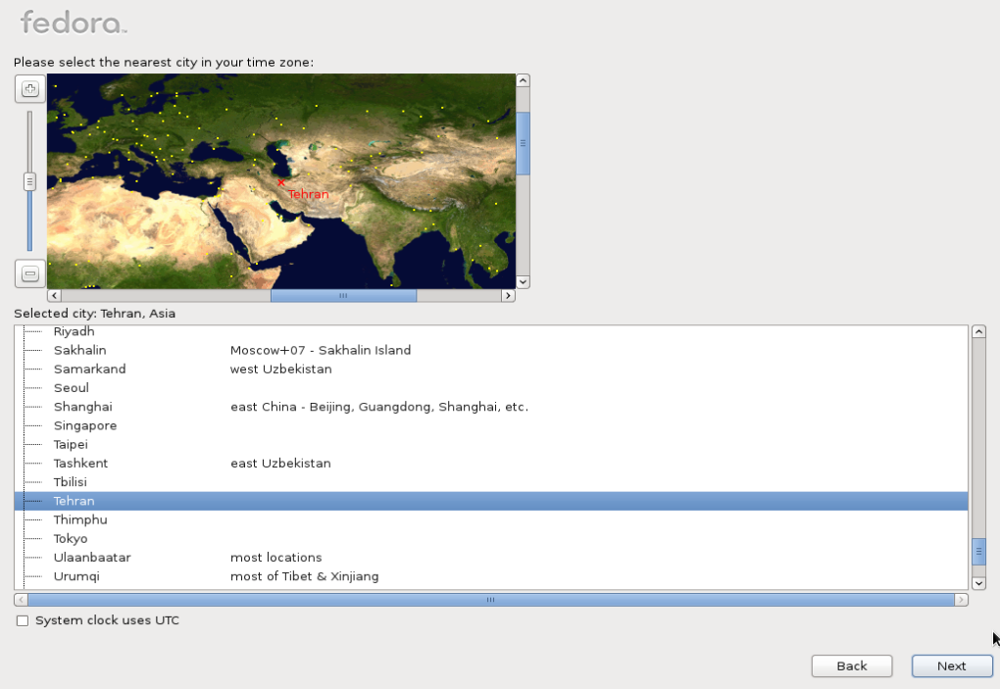 fedora
Please select the nearest city in your time zone:
Tehran
Selected city: Tehran, Asia
Riyadh
Sakhalin Moscow+07 - Sakhalin Island
Samarkand west Uzbekistan
Seoul
Shanghai east China - Beijing, Guangdong, Shanghai, etc.
Singapore
Taipei
Tashkent east Uzbekistan
Tbilisi
Tehran
Thimphu
Tokyo
Ulaanbaatar most locations
Urumqi most of Tibet & Xinjiang
System clock uses UTC
Back Next